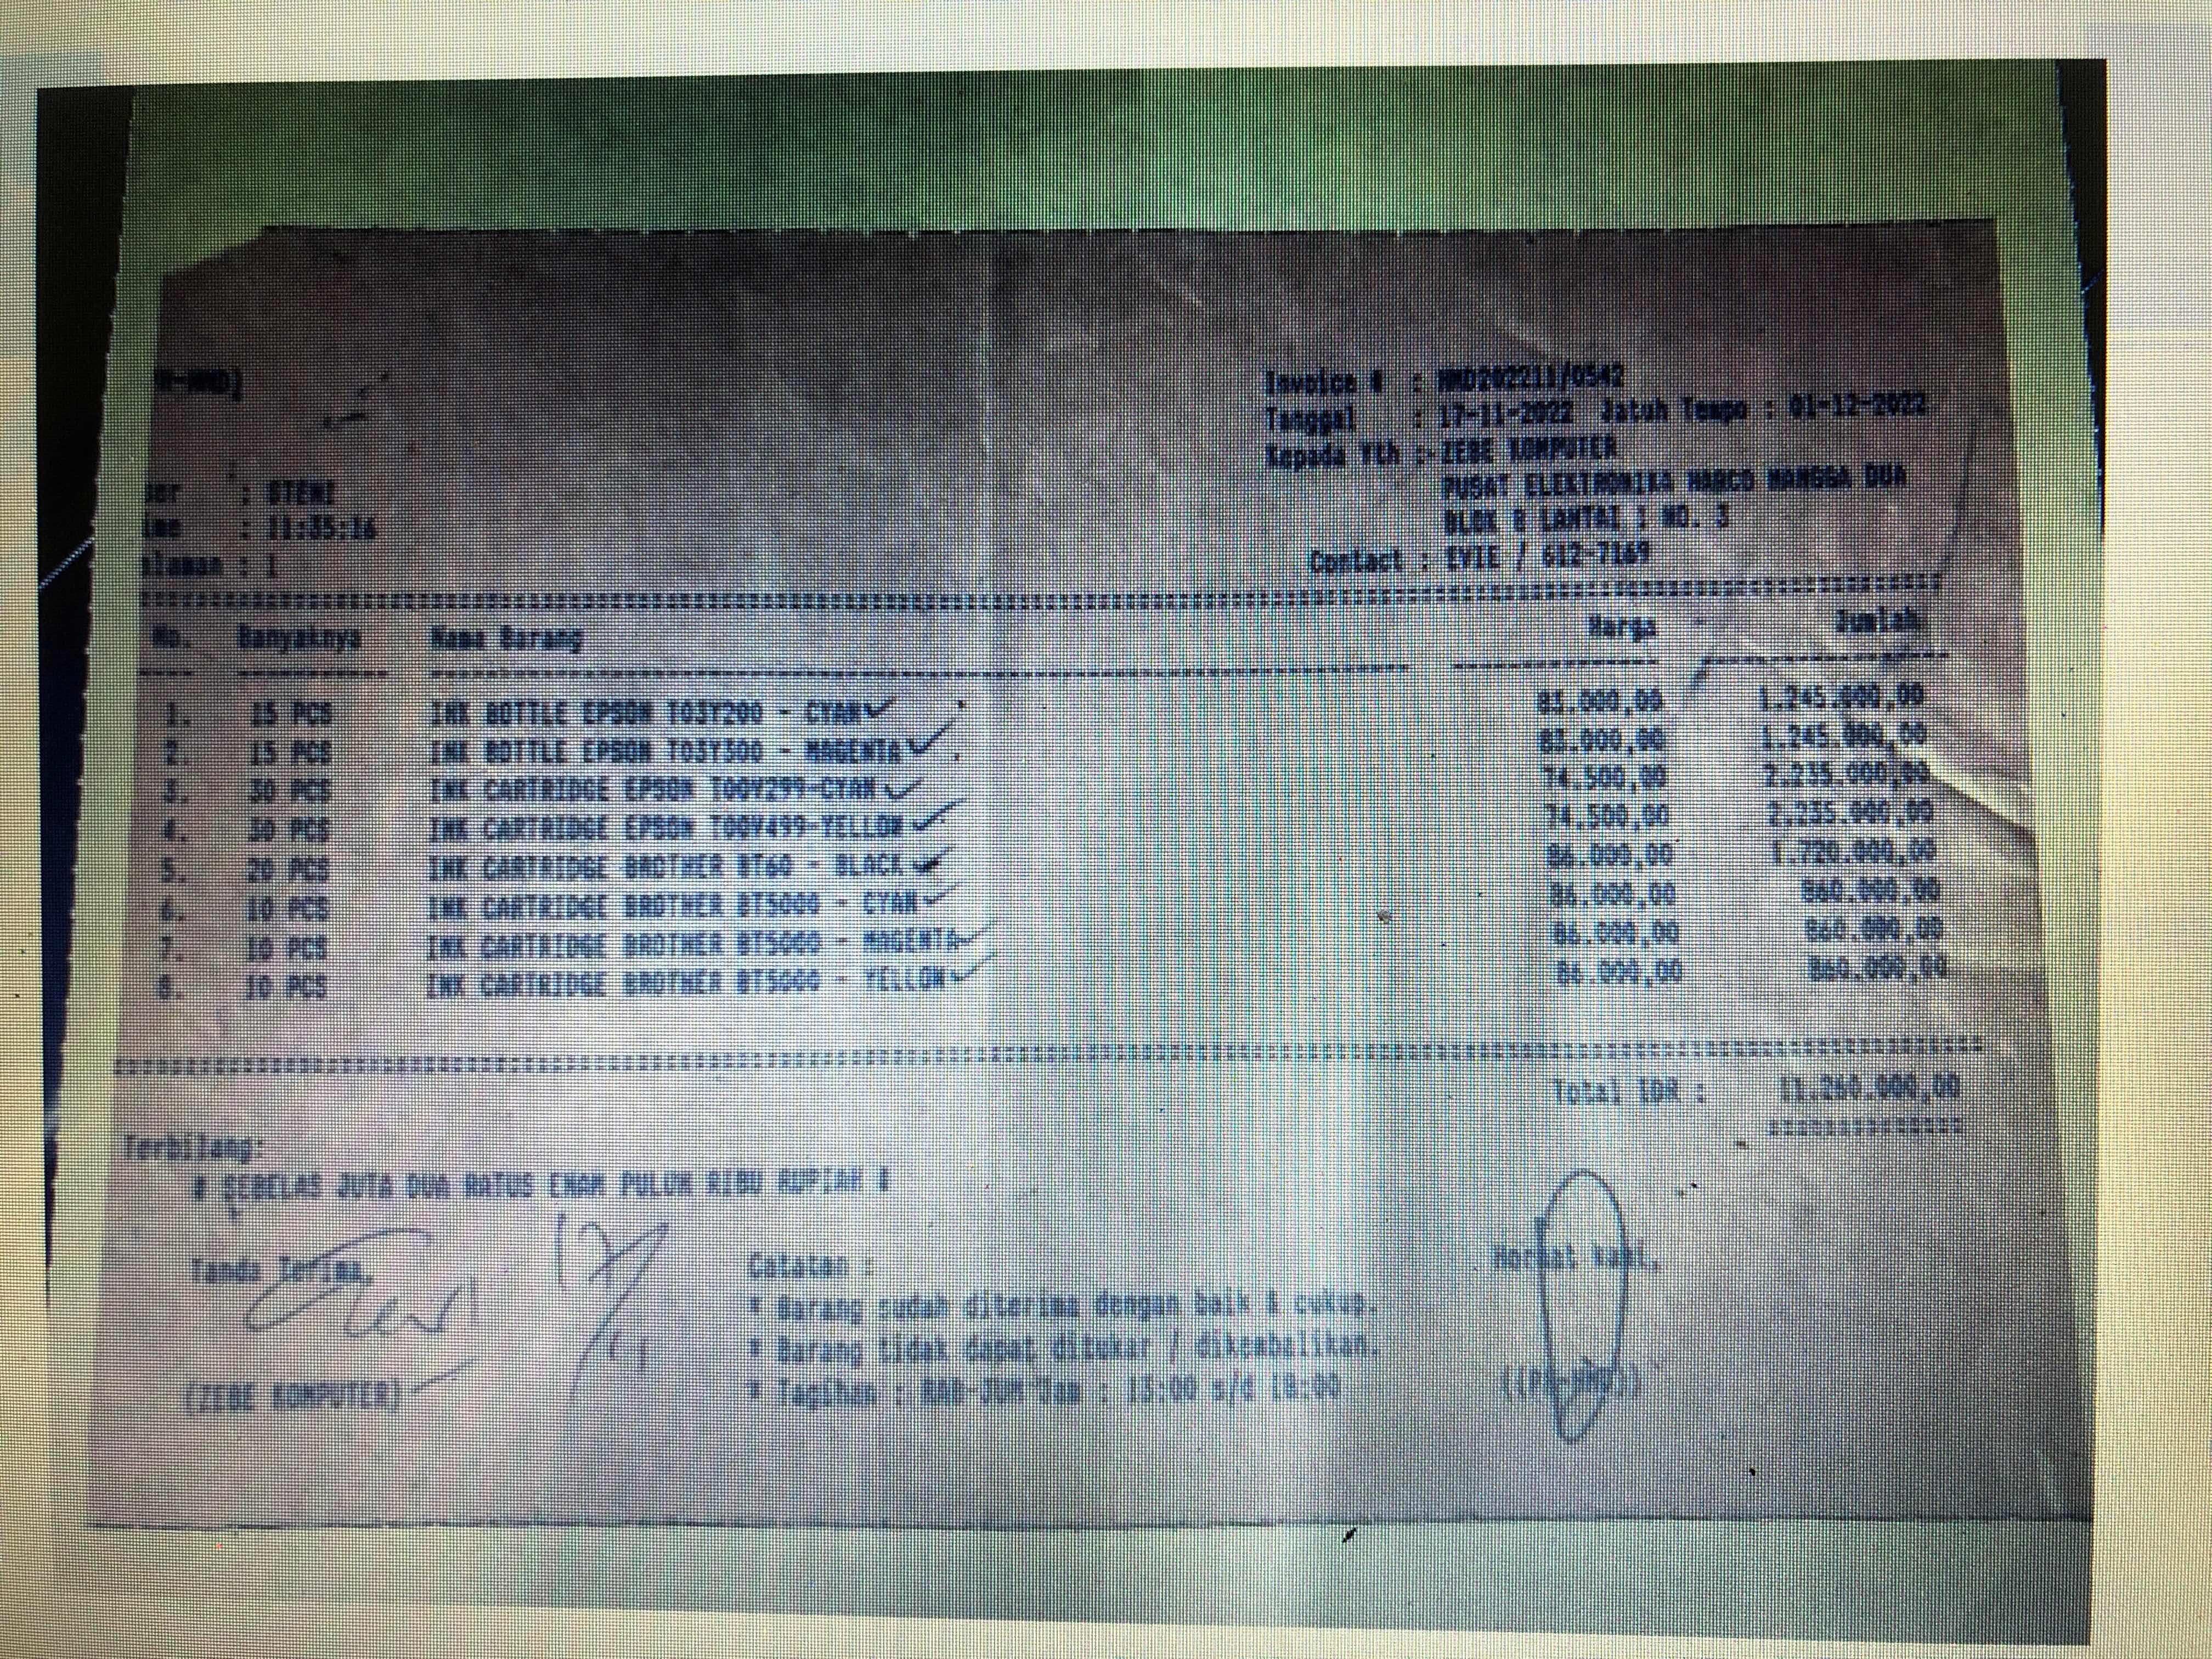 Invoice # : MMD202211/0542
Tanggal : 17-11-2022 Jatuh Tempo : 01-12-2022
Kepada Yth : ZEBE KOMPUTER
PUSAT ELEKTRONIKA HARCO MANGGA DUA
BLOK B LANTAI 1 NO. 3
Contact : EVIE / 612-7169
ser : STEWI
ime : 11:35:16
alaman : 1
No. Banyaknya Nama Barang Harga Jumlah
1. 15 PCS INK BOTTLE EPSON T03Y200 - CYAN 83.000,00 1.245.000,00
2. 15 PCS INK BOTTLE EPSON T03Y300 - MAGENTA 83.000,00 1.245.000,00
3. 30 PCS INK CARTRIDGE EPSON T00V299-CYAN 74.500,00 2.235.000,00
4. 30 PCS INK CARTRIDGE EPSON T00V499-YELLOW 74.500,00 2.235.000,00
5. 20 PCS INK CARTRIDGE BROTHER BT60 - BLACK 86.000,00 1.720.000,00
6. 10 PCS INK CARTRIDGE BROTHER BT5000 - CYAN 86.000,00 860.000,00
7. 10 PCS INK CARTRIDGE BROTHER BT5000 - MAGENTA 86.000,00 860.000,00
8. 10 PCS INK CARTRIDGE BROTHER BT5000 - YELLOW 86.000,00 860.000,00
Total IDR : 11.260.000,00
Terbilang:
# SEBELAS JUTA DUA RATUS ENAM PULUH RIBU RUPIAH #
Tanda Terima,
17/11
(ZEBE KOMPUTER)
Catatan :
* Barang sudah diterima dengan baik & cukup.
* Barang tidak dapat ditukar / dikembalikan.
* Tagihan : RAB-JUM Jam : 13:00 s/d 18:00
Hormat kami,